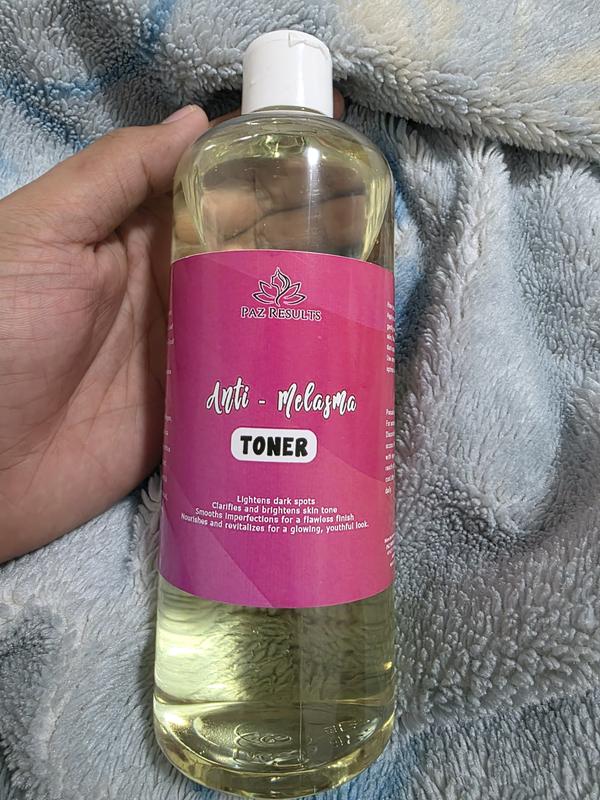 PAZ RESULTS
Anti - Melasma
TONER
Lightens dark spots
Clarifies and brightens skin tone
Smooths imperfections for a flawless finish
Nourishes and revitalizes for a glowing, youthful look.